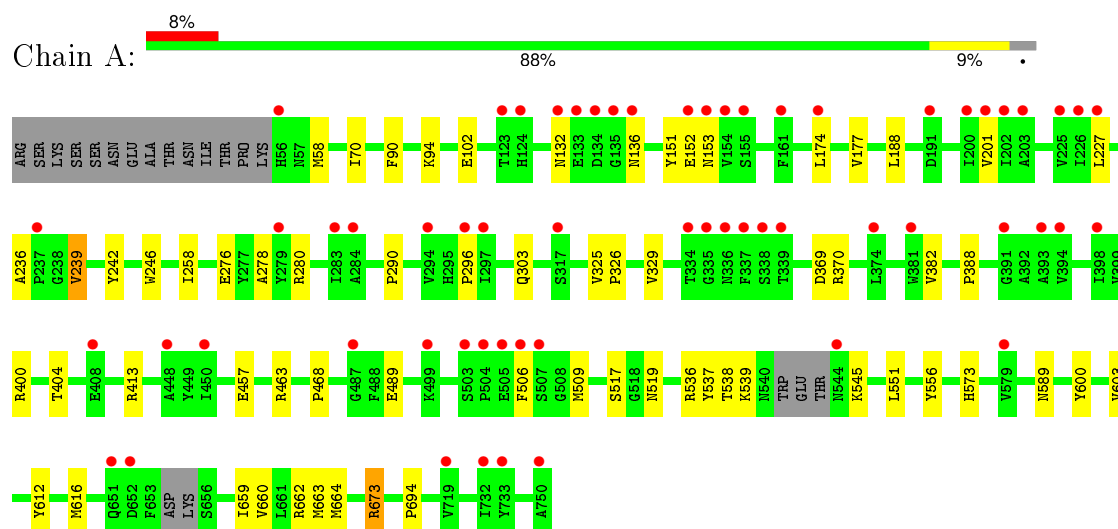 8%
Chain A:
88% 9% •
ARG SER LYS SER SER ASN GLU ALA THR ASN ILE THR PRO LYS H56 N57 M58 I70 F90 K94 E102 T123 H124 N132 E133 D134 G135 N136 Y151 E152 N153 V154 S155 F161 L174 V177 L188 D191 I200 V201 I202 A203 V225 I226 L227
A236 P237 G238 V239 Y242 W246 I258 E276 Y277 A278 Y279 R280 I283 A284 P290 V294 H295 P296 I297 Q303 S317 V325 P326 V329 T334 G335 N336 F337 S338 T339 D369 R370 L374 W381 V382 P388 G391 A392 A393 V394 I398
R400 T404 E408 R413 A448 Y449 I450 E457 R463 P468 G487 F488 E489 K499 S503 P504 E505 F506 S507 G508 M509 S517 G518 N519 R536 Y537 T538 K539 N540 TRP GLU THR N544 K545 L551 Y556 H573 V579 N589 Y600
Y612 M616 Q651 D652 F653 ASP LYS S656 I659 V660 L661 R662 M663 M664 R673 P694 Y719 I732 Y733 A750